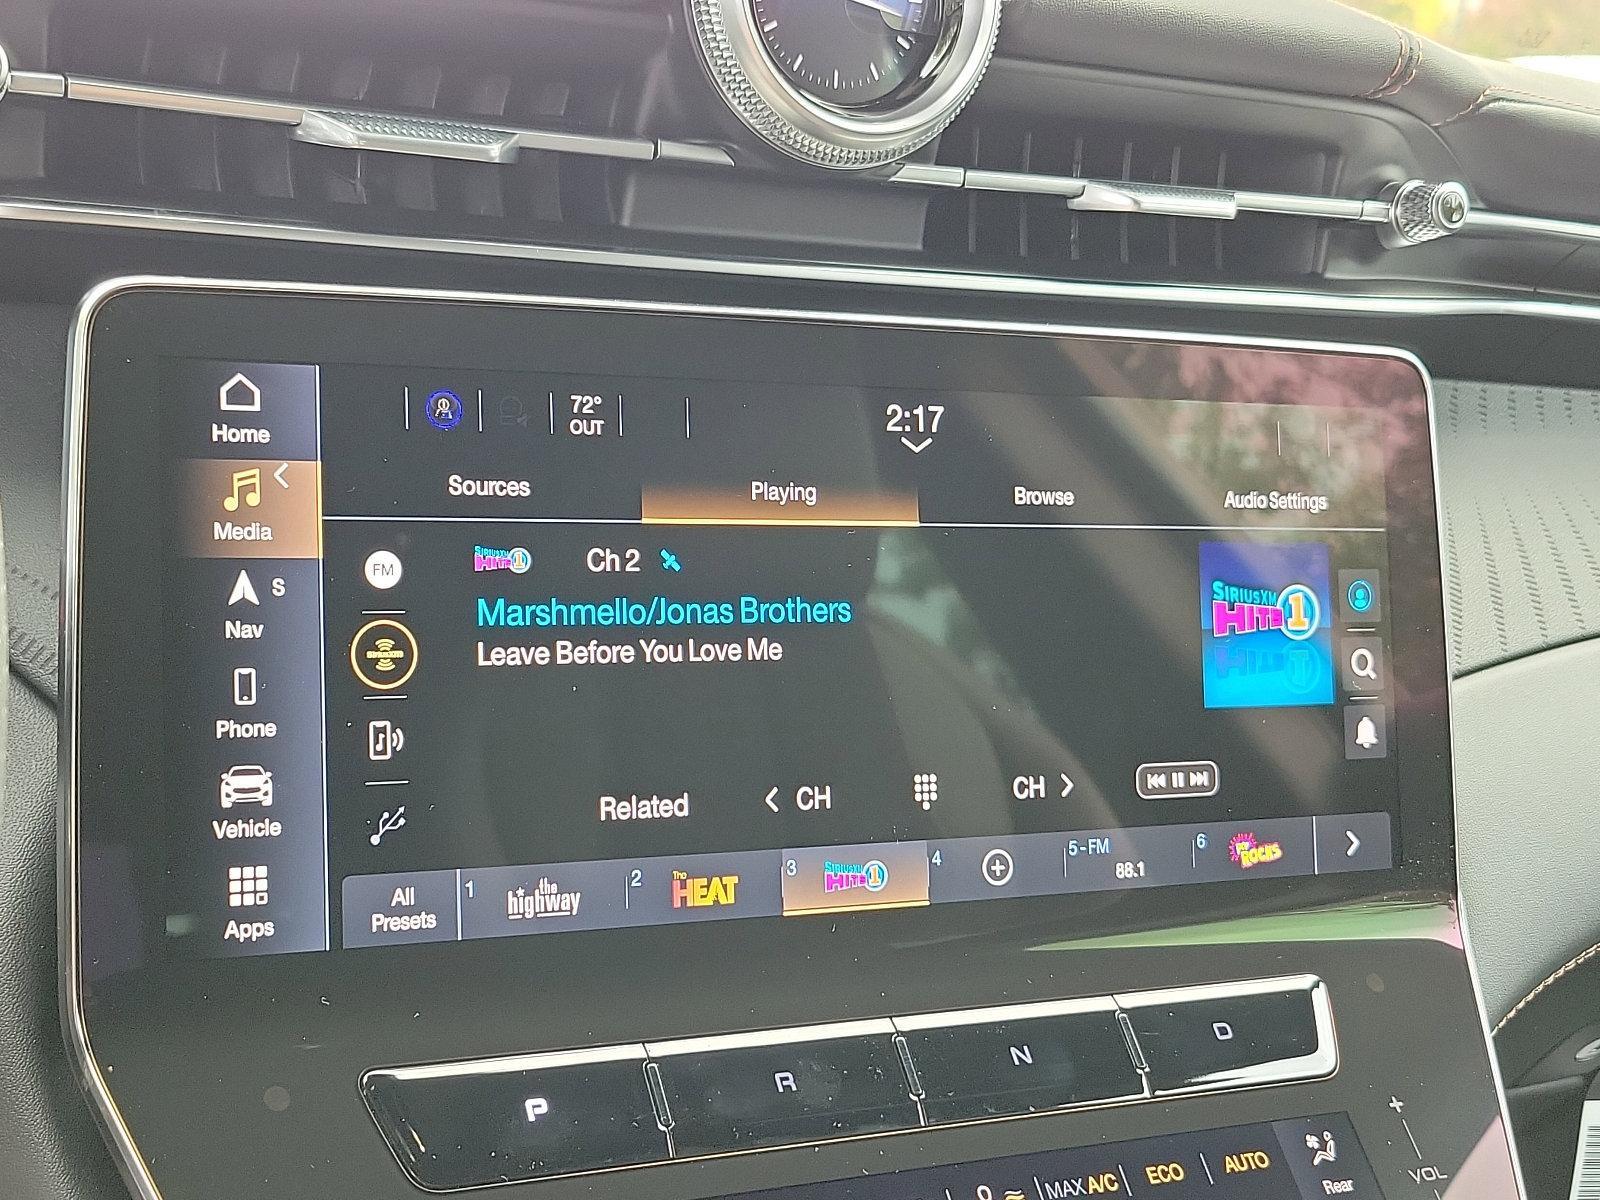 Home
72°
OUT
2:17
Media
Sources
Playing
Browse
Audio Settings
FM
SIRIUSXM
HITS 1
Ch 2
SIRIUSXM
HITS 1
S
Nav
SIRIUSXM
Marshmello/Jonas Brothers
Leave Before You Love Me
Phone
Related
CH
CH
Vehicle
All
Presets
1
the
highway
2
The
HEAT
3
SIRIUSXM
HITS 1
4
5-FM
88.1
6
POP
ROCKS
Apps
P
R
N
D
MAX A/C
ECO
AUTO
Rear
+
VOL